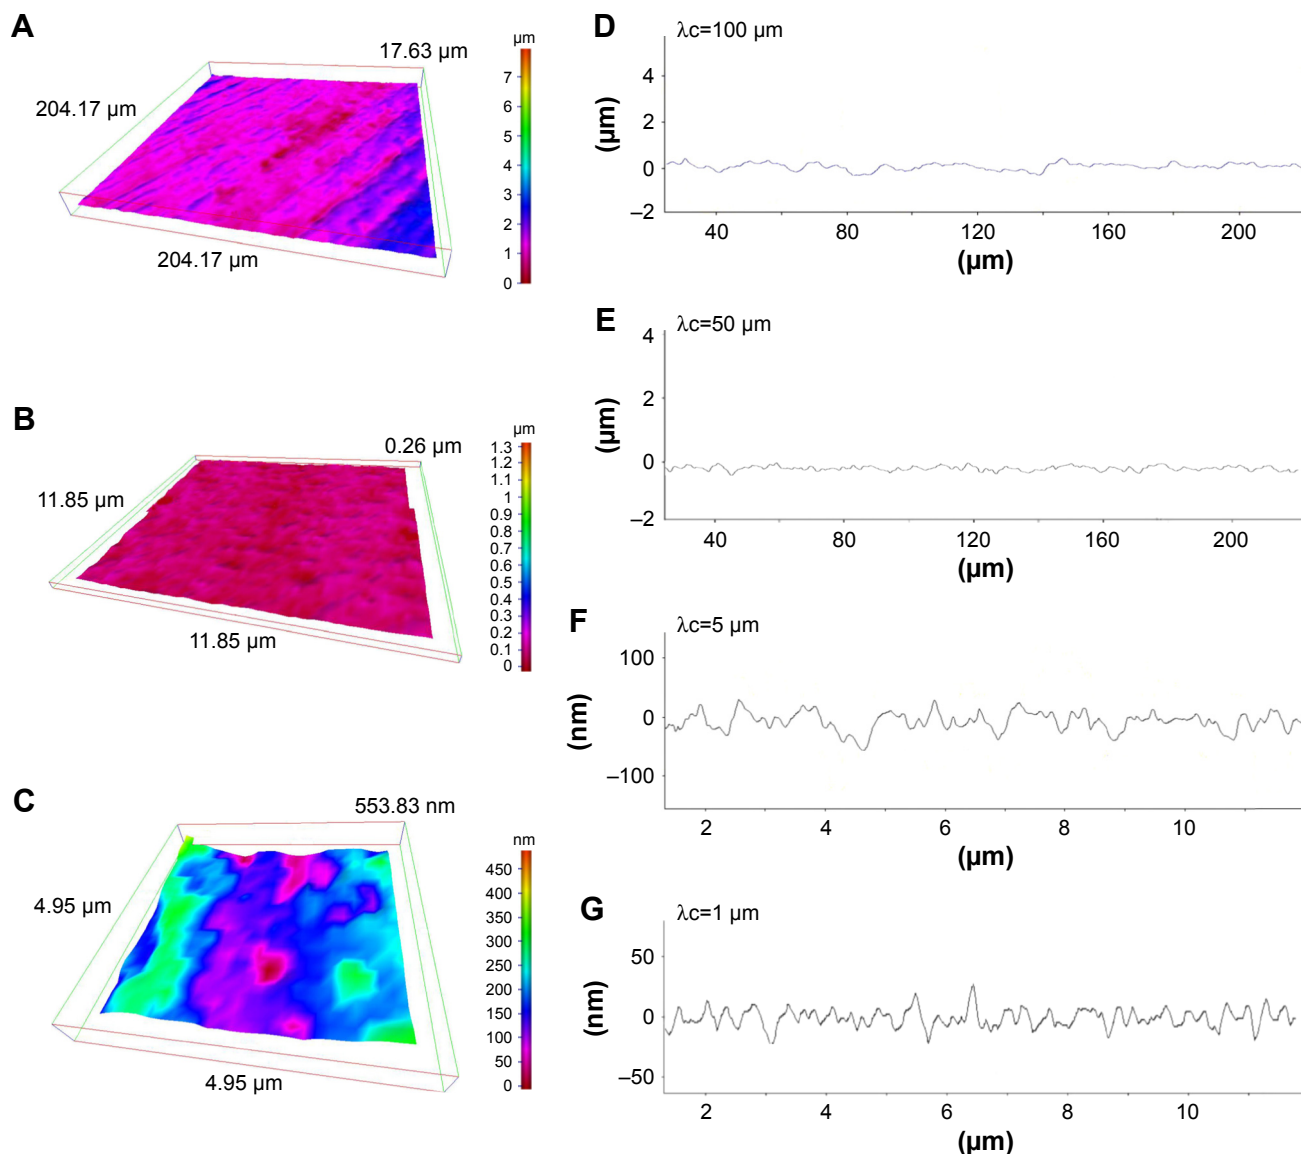 A
17.63 µm
204.17 µm
204.17 µm
µm
7
6
5
4
3
2
1
0
B
0.26 µm
11.85 µm
11.85 µm
µm
1.3
1.2
1.1
1
0.9
0.8
0.7
0.6
0.5
0.4
0.3
0.2
0.1
0
C
553.83 nm
4.95 µm
4.95 µm
nm
450
400
350
300
250
200
150
100
50
0
D
λc=100 µm
(µm)
4
2
0
–2
40 80 120 160 200
(µm)
E
λc=50 µm
(µm)
4
2
0
–2
40 80 120 160 200
(µm)
F
λc=5 µm
(nm)
100
0
–100
2 4 6 8 10
(µm)
G
λc=1 µm
(nm)
50
0
–50
2 4 6 8 10
(µm)